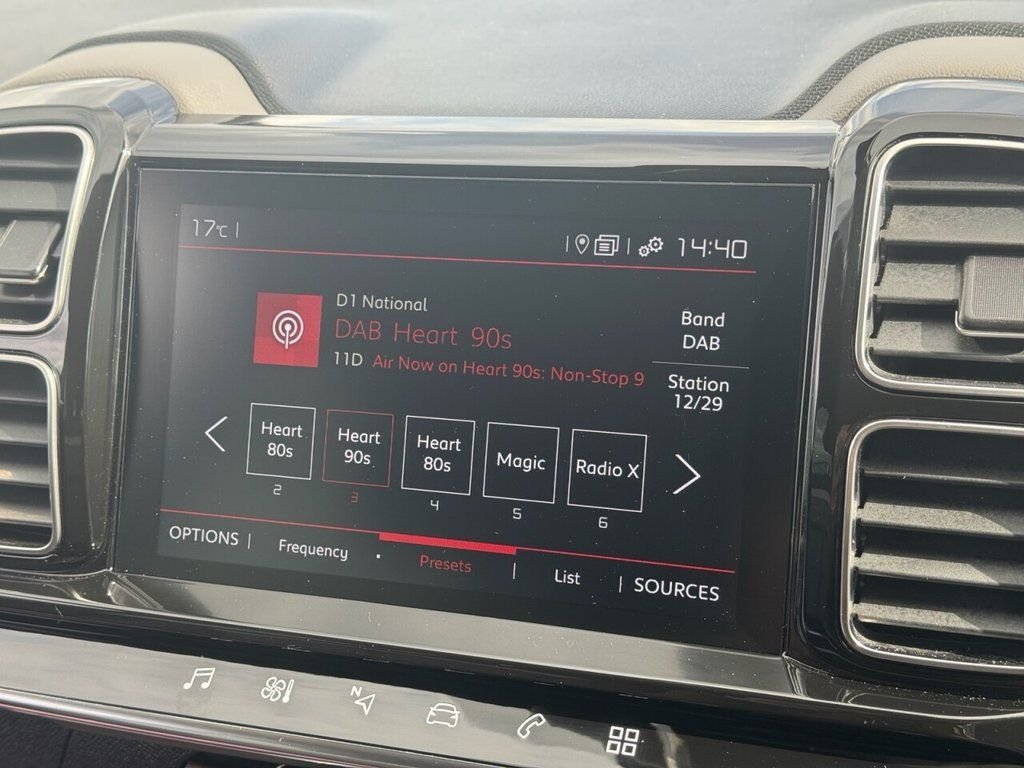 17°C
14:40
D1 National
DAB Heart 90s
11D Air Now on Heart 90s: Non-Stop 9
Band
DAB
Station
12/29
Heart
80s
2
Heart
90s
3
Heart
80s
4
Magic
5
Radio X
6
OPTIONS
Frequency
Presets
List
SOURCES
N